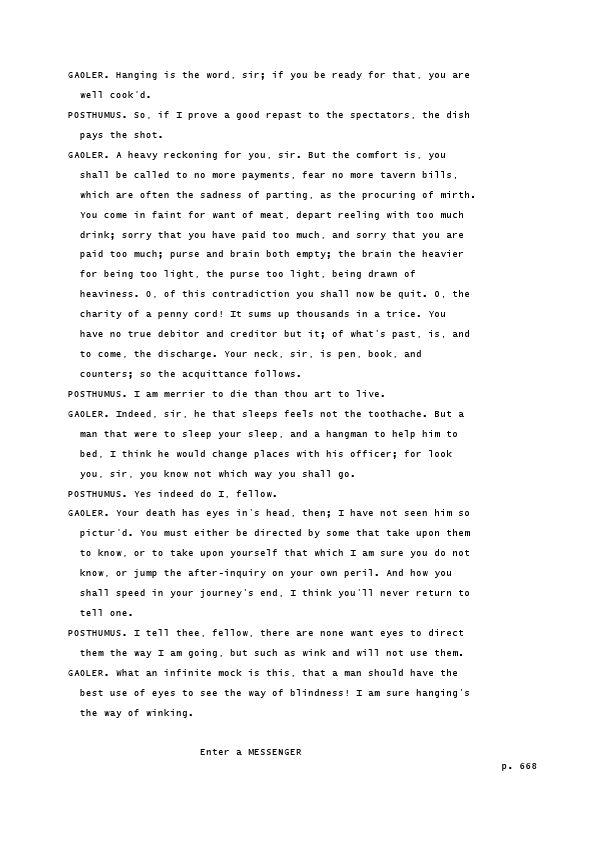 GAOLER. Hanging is the word, sir; if you be ready for that, you are
well cook'd.
POSTHUMUS. So, if I prove a good repast to the spectators, the dish
pays the shot.
GAOLER. A heavy reckoning for you, sir. But the comfort is, you
shall be called to no more payments, fear no more tavern bills,
which are often the sadness of parting, as the procuring of mirth.
You come in faint for want of meat, depart reeling with too much
drink; sorry that you have paid too much, and sorry that you are
paid too much; purse and brain both empty; the brain the heavier
for being too light, the purse too light, being drawn of
heaviness. O, of this contradiction you shall now be quit. O, the
charity of a penny cord! It sums up thousands in a trice. You
have no true debitor and creditor but it; of what's past, is, and
to come, the discharge. Your neck, sir, is pen, book, and
counters; so the acquittance follows.
POSTHUMUS. I am merrier to die than thou art to live.
GAOLER. Indeed, sir, he that sleeps feels not the toothache. But a
man that were to sleep your sleep, and a hangman to help him to
bed, I think he would change places with his officer; for look
you, sir, you know not which way you shall go.
POSTHUMUS. Yes indeed do I, fellow.
GAOLER. Your death has eyes in's head, then; I have not seen him so
pictur'd. You must either be directed by some that take upon them
to know, or to take upon yourself that which I am sure you do not
know, or jump the after-inquiry on your own peril. And how you
shall speed in your journey's end, I think you'll never return to
tell one.
POSTHUMUS. I tell thee, fellow, there are none want eyes to direct
them the way I am going, but such as wink and will not use them.
GAOLER. What an infinite mock is this, that a man should have the
best use of eyes to see the way of blindness! I am sure hanging's
the way of winking.
Enter a MESSENGER
p. 668